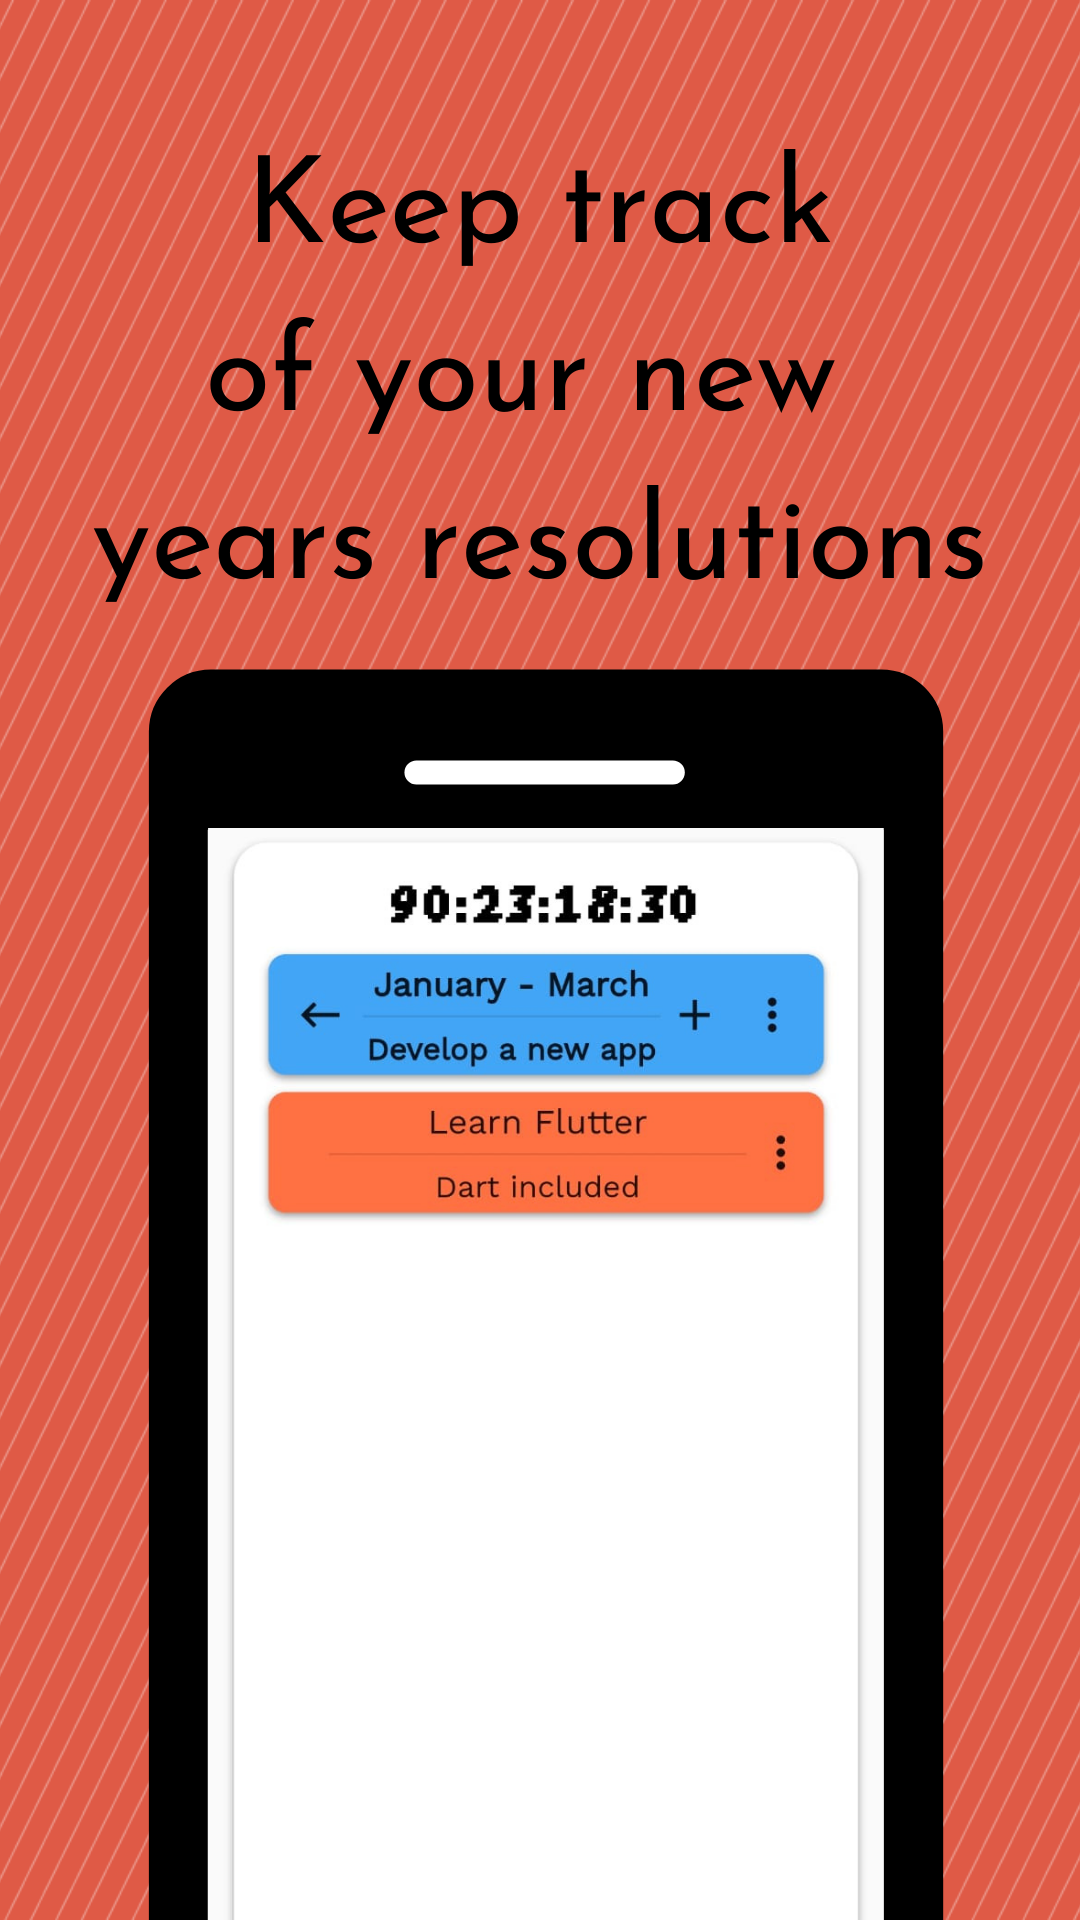 Keep track
of your new
years resolutions
90:23:18:30
January - March
Develop a new app
Learn Flutter
Dart included